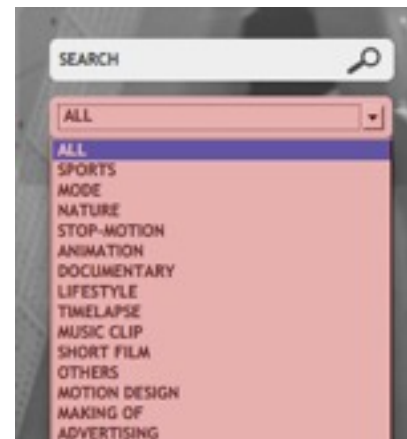 SEARCH
ALL
ALL
SPORTS
MODE
NATURE
STOP-MOTION
ANIMATION
DOCUMENTARY
LIFESTYLE
TIMELAPSE
MUSIC CLIP
SHORT FILM
OTHERS
MOTION DESIGN
MAKING OF
ADVERTISING